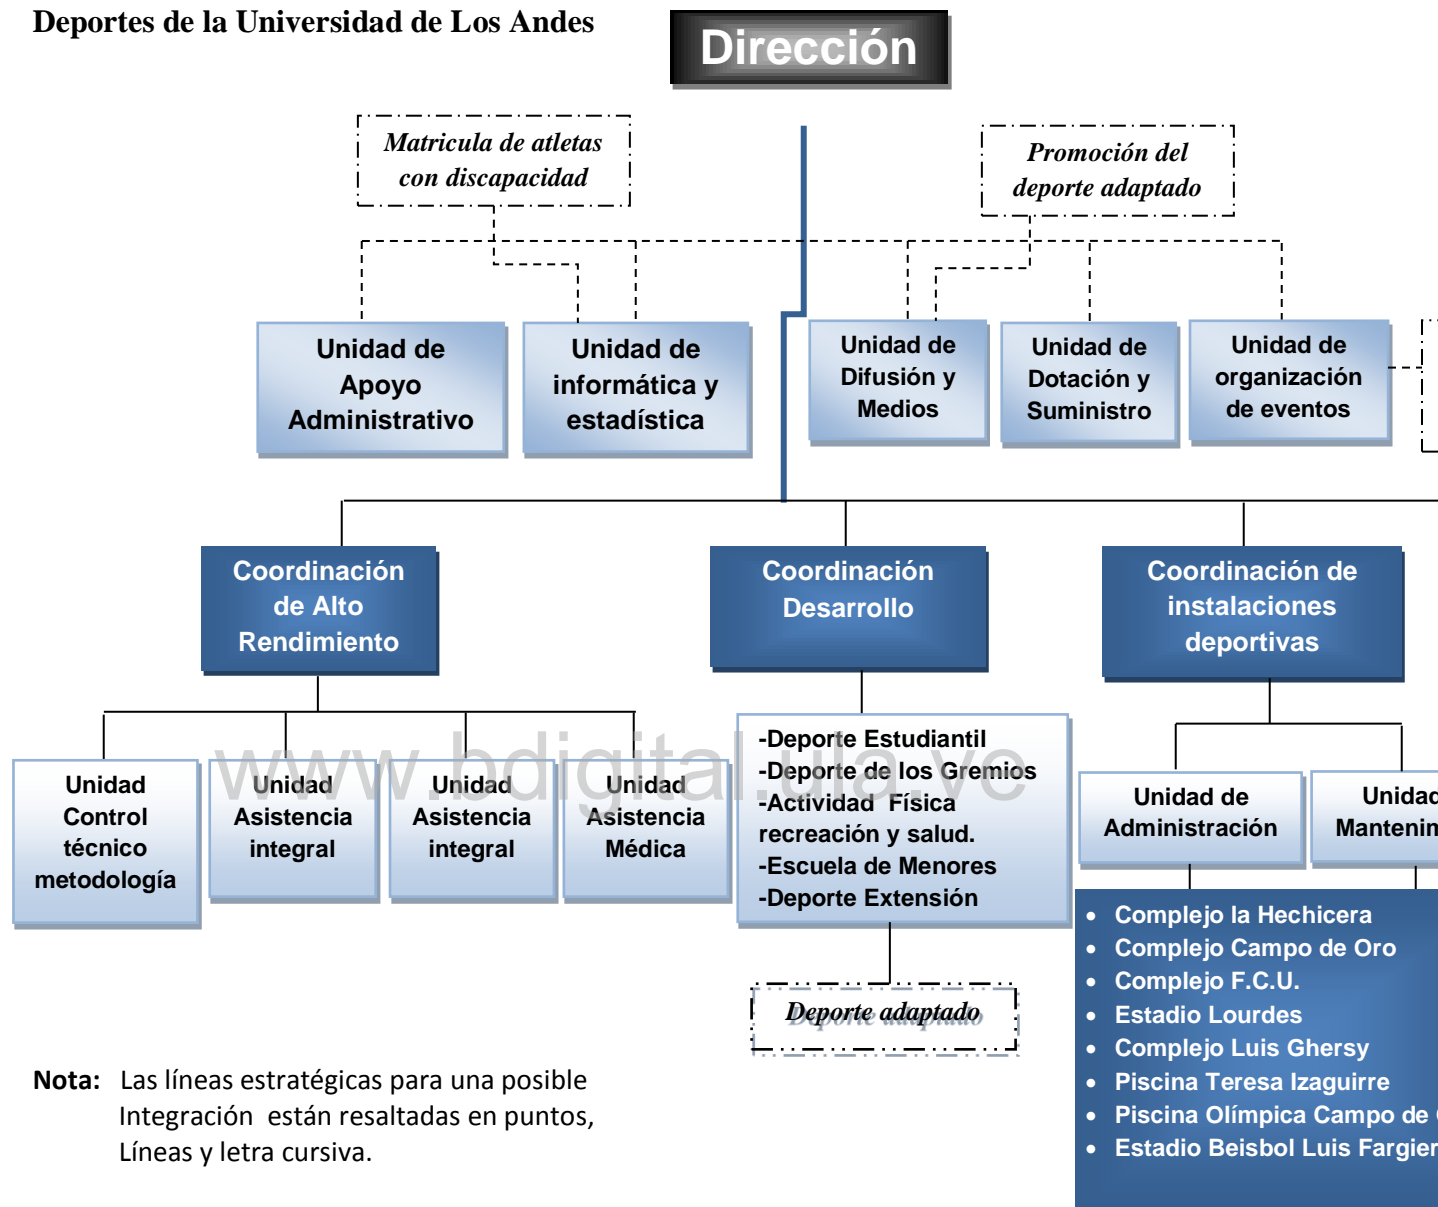 Deportes de la Universidad de Los Andes
Dirección
Matricula de atletas
con discapacidad
Promoción del
deporte adaptado
Unidad de
Apoyo
Administrativo
Unidad de
informática y
estadística
Unidad de
Difusión y
Medios
Unidad de
Dotación y
Suministro
Unidad de
organización
de eventos
Coordinación
de Alto
Rendimiento
Coordinación
Desarrollo
Coordinación de
instalaciones
deportivas
Unidad
Control
técnico
metodología
Unidad
Asistencia
integral
Unidad
Asistencia
integral
Unidad
Asistencia
Médica
-Deporte Estudiantil
-Deporte de los Gremios
-Actividad Física
recreación y salud.
-Escuela de Menores
-Deporte Extensión
Unidad de
Administración
Unidad
www.bdigital.ula.ve
Deporte adaptado
• Complejo la Hechicera
• Complejo Campo de Oro
• Complejo F.C.U.
• Estadio Lourdes
• Complejo Luis Ghersy
• Piscina Teresa Izaguirre
• Piscina Olímpica Campo de
• Estadio Beisbol Luis Fargier
Nota: Las líneas estratégicas para una posible
Integración están resaltadas en puntos,
Líneas y letra cursiva.